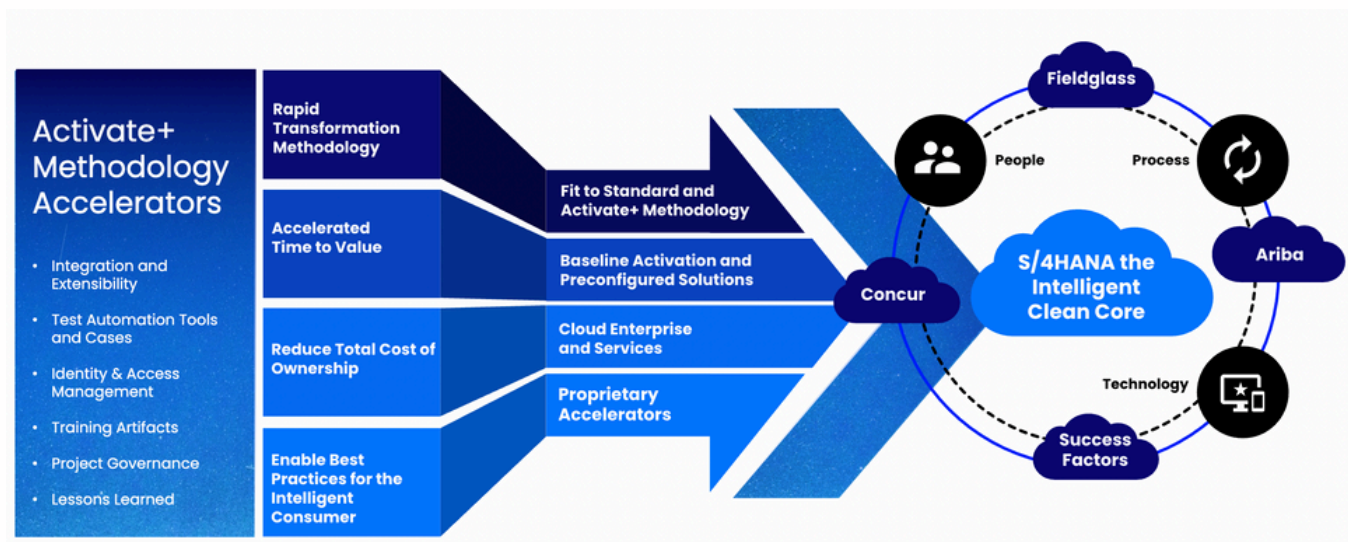 Activate+
Methodology
Accelerators
• Integration and
Extensibility
• Test Automation Tools
and Cases
• Identity & Access
Management
• Training Artifacts
• Project Governance
• Lessons Learned
Rapid
Transformation
Methodology
Accelerated
Time to Value
Reduce Total Cost of
Ownership
Enable Best
Practices for the
Intelligent
Consumer
Fit to Standard and
Activate+ Methodology
Baseline Activation and
Preconfigured Solutions
Cloud Enterprise
and Services
Proprietary
Accelerators
Fieldglass
People
Process
Ariba
S/4HANA the
Intelligent
Clean Core
Concur
Technology
Success
Factors